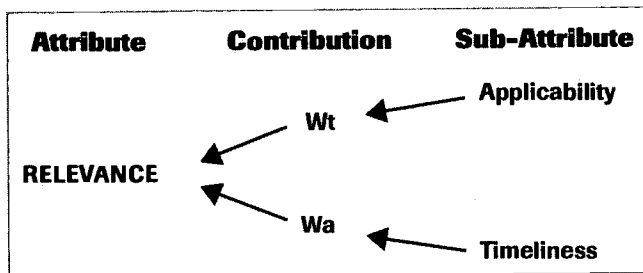 Attribute Contribution Sub-Attribute
Applicability
Wt
RELEVANCE
Wa
Timeliness